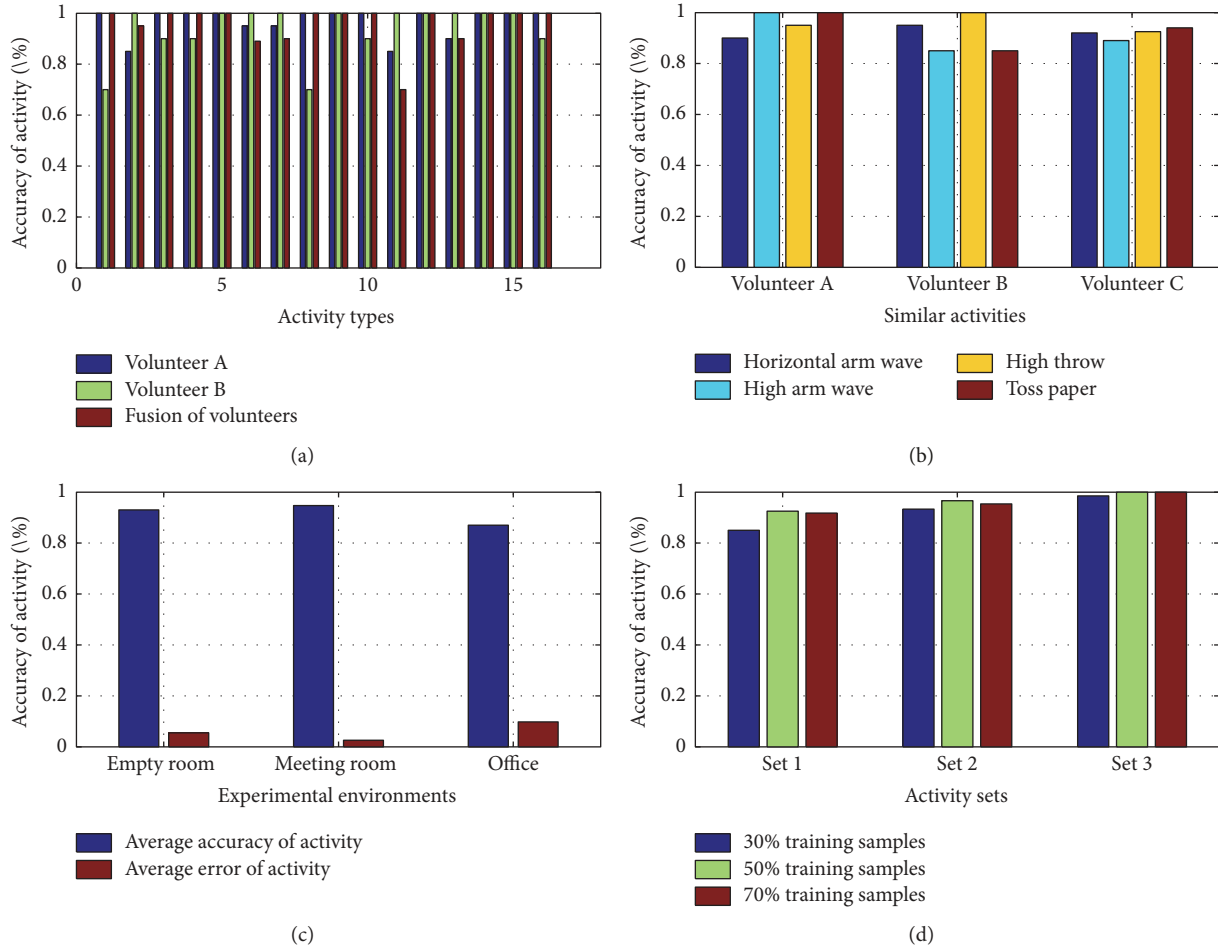 1
0.8
0.6
0.4
0.2
0
Accuracy of activity (\%)
0 5 10 15
Activity types
Volunteer A
Volunteer B
Fusion of volunteers
(a)
1
0.8
0.6
0.4
0.2
0
Accuracy of activity (\%)
Volunteer A Volunteer B Volunteer C
Similar activities
Horizontal arm wave High throw
High arm wave Toss paper
(b)
1
0.8
0.6
0.4
0.2
0
Accuracy of activity (\%)
Empty room Meeting room Office
Experimental environments
Average accuracy of activity
Average error of activity
(c)
1
0.8
0.6
0.4
0.2
0
Accuracy of activity (\%)
Set 1 Set 2 Set 3
Activity sets
30% training samples
50% training samples
70% training samples
(d)